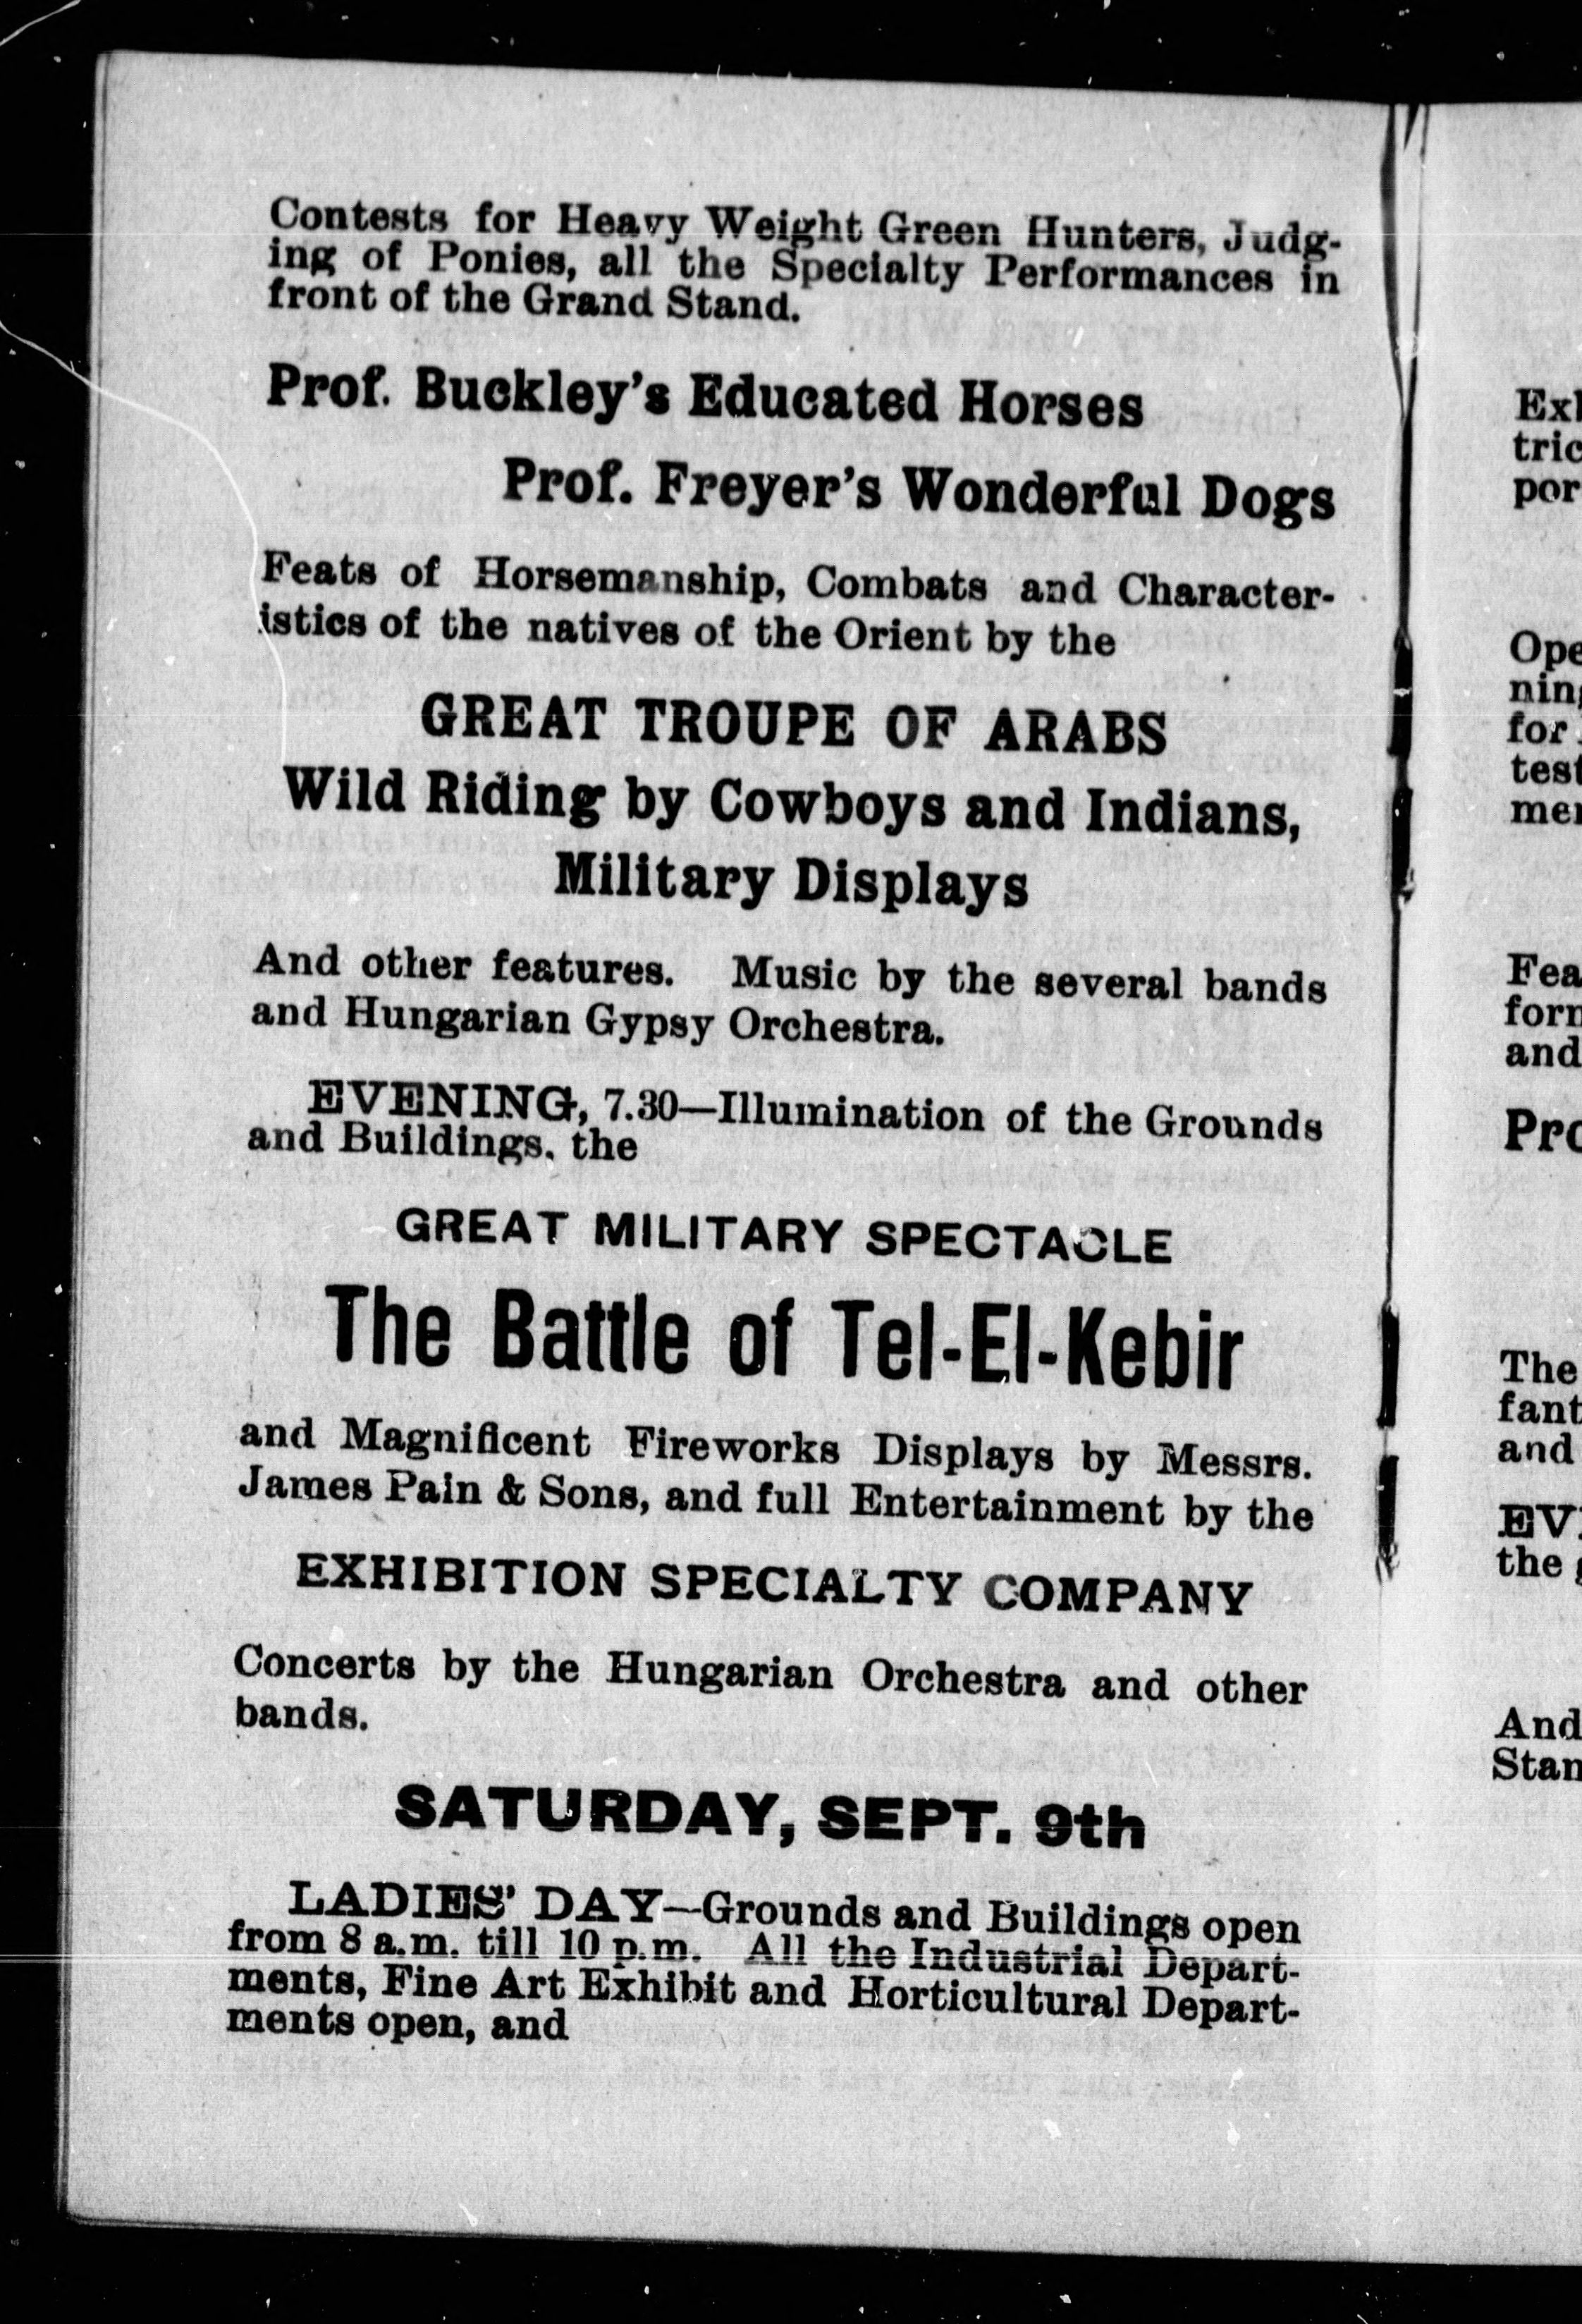 Contests for Heavy Weight Green Hunters, Judg-
ing of Ponies, all the Specialty Performances in
front of the Grand Stand.
Prof. Buckley's Educated Horses
Prof. Freyer's Wonderful Dogs
Feats of Horsemanship, Combats and Character-
istics of the natives of the Orient by the
GREAT TROUPE OF ARABS
Wild Riding by Cowboys and Indians,
Military Displays
And other features. Music by the several bands
and Hungarian Gypsy Orchestra.
EVENING, 7.30—Illumination of the Grounds
and Buildings, the
GREAT MILITARY SPECTACLE
The Battle of Tel-El-Kebir
and Magnificent Fireworks Displays by Messrs.
James Pain & Sons, and full Entertainment by the
EXHIBITION SPECIALTY COMPANY
Concerts by the Hungarian Orchestra and other
bands.
SATURDAY, SEPT. 9th
LADIES' DAY—Grounds and Buildings open
from 8 a.m. till 10 p.m. All the Industrial Depart-
ments, Fine Art Exhibit and Horticultural Depart-
ments open, and
tric
por
Ope
for
test
Fea
and
The
fant
and
the
And
Stan